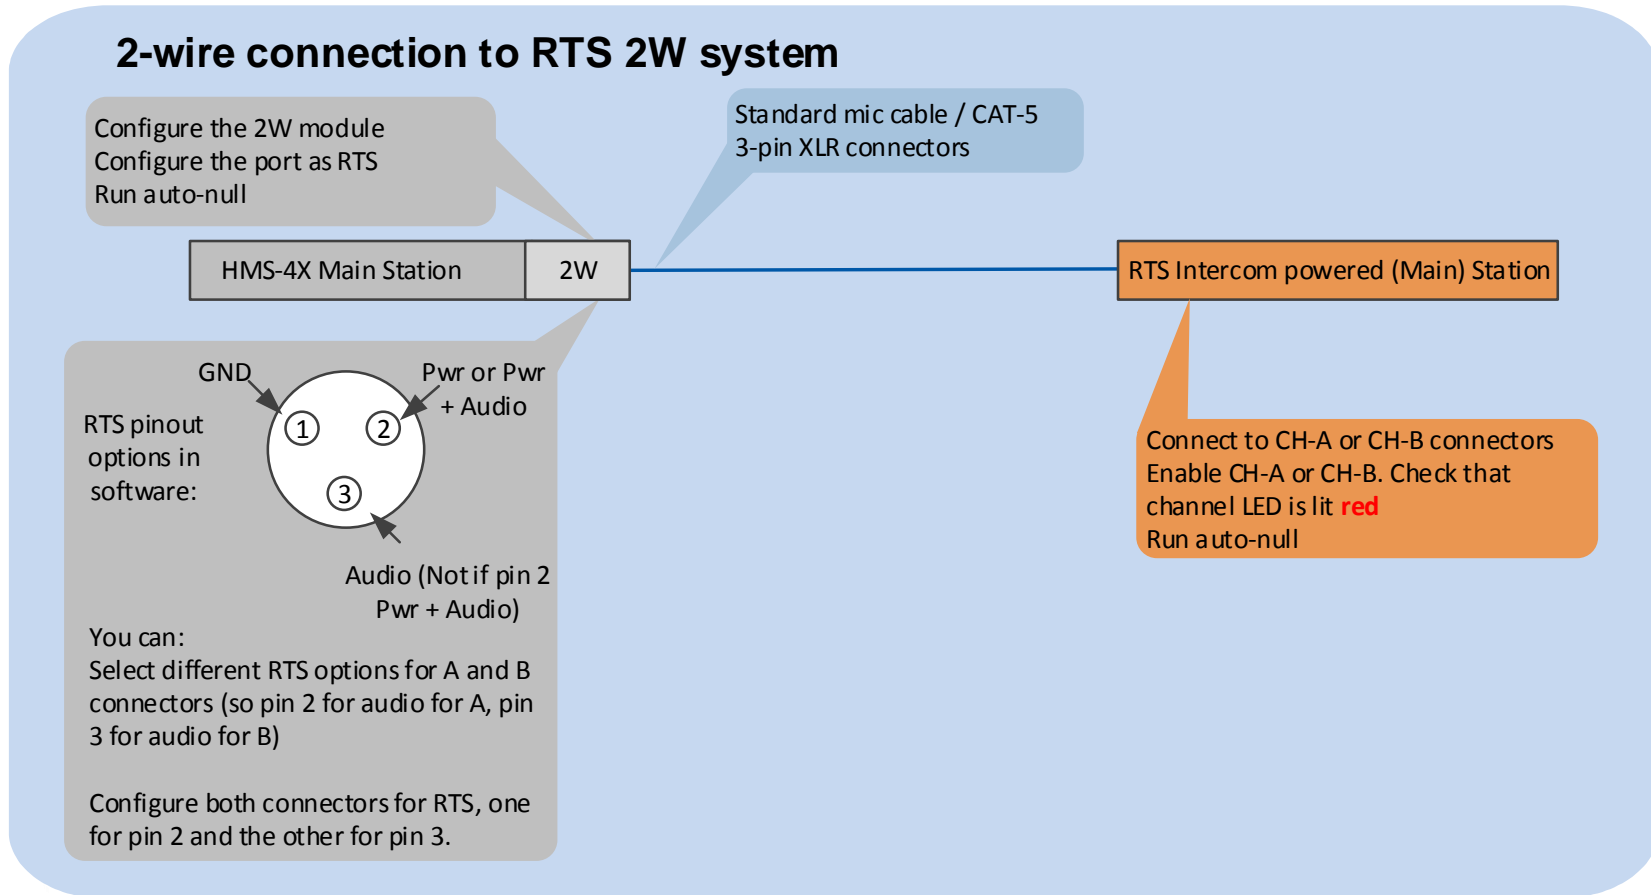 2-wire connection to RTS 2W system
Configure the 2W module
Configure the port as RTS
Run auto-null
Standard mic cable / CAT-5
3-pin XLR connectors
HMS-4X Main Station
2W
RTS Intercom powered (Main) Station
GND
Pwr or Pwr
+ Audio
RTS pinout
options in
software:
1
2
3
Audio (Not if pin 2
Pwr + Audio)
You can:
Select different RTS options for A and B
connectors (so pin 2 for audio for A, pin
3 for audio for B)
Configure both connectors for RTS, one
for pin 2 and the other for pin 3.
Connect to CH-A or CH-B connectors
Enable CH-A or CH-B. Check that
channel LED is lit red
Run auto-null